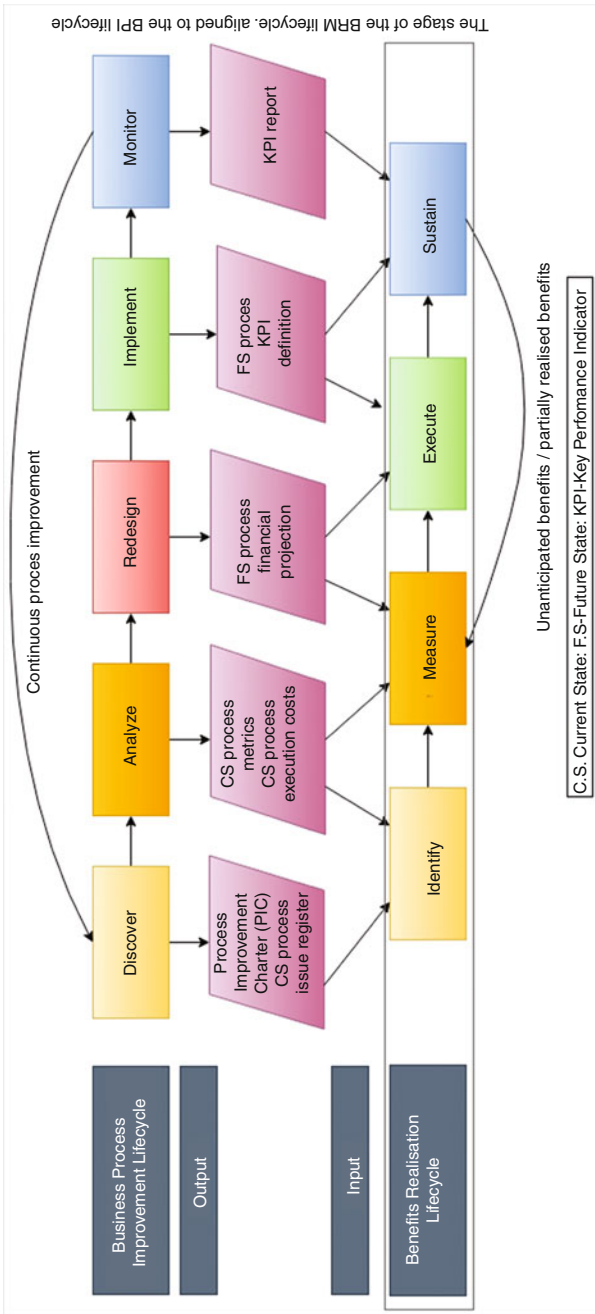 The stage of the BRM lifecycle. aligned to the BPI lifecycle
Continuous proces improvement
Business Process
Improvement Lifecycle
Discover
Analyze
Redesign
Implement
Monitor
Output
Process
Improvement
Charter (PIC)
CS process
issue register
CS process
metrics
CS process
execution costs
FS process
financial
projection
FS proces
KPI
definition
KPI report
Input
Benefits Realisation
Lifecycle
Identify
Measure
Execute
Sustain
Unanticipated benefits / partially realised benefits
C.S. Current State: F.S-Future State: KPI-Key Perfomance Indicator